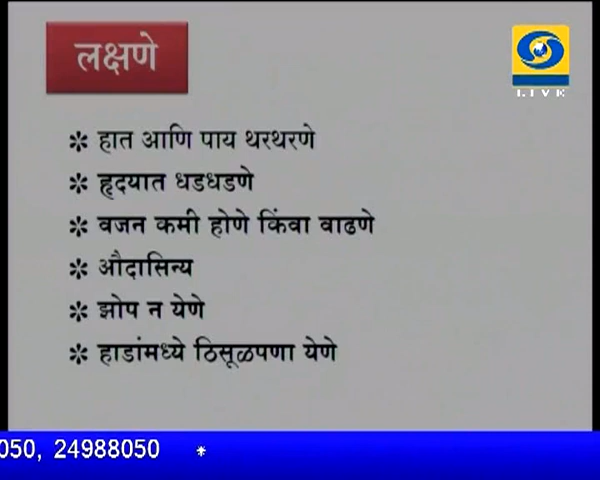 लक्षणे
LIVE
* हात आणि पाय थरथरणे
* हृदयात धडधडणे
* वजन कमी होणे किंवा वाढणे
* औदासिन्य
* झोप न येणे
* हाडांमध्ये ठिसूळपणा येणे
050, 24988050 *